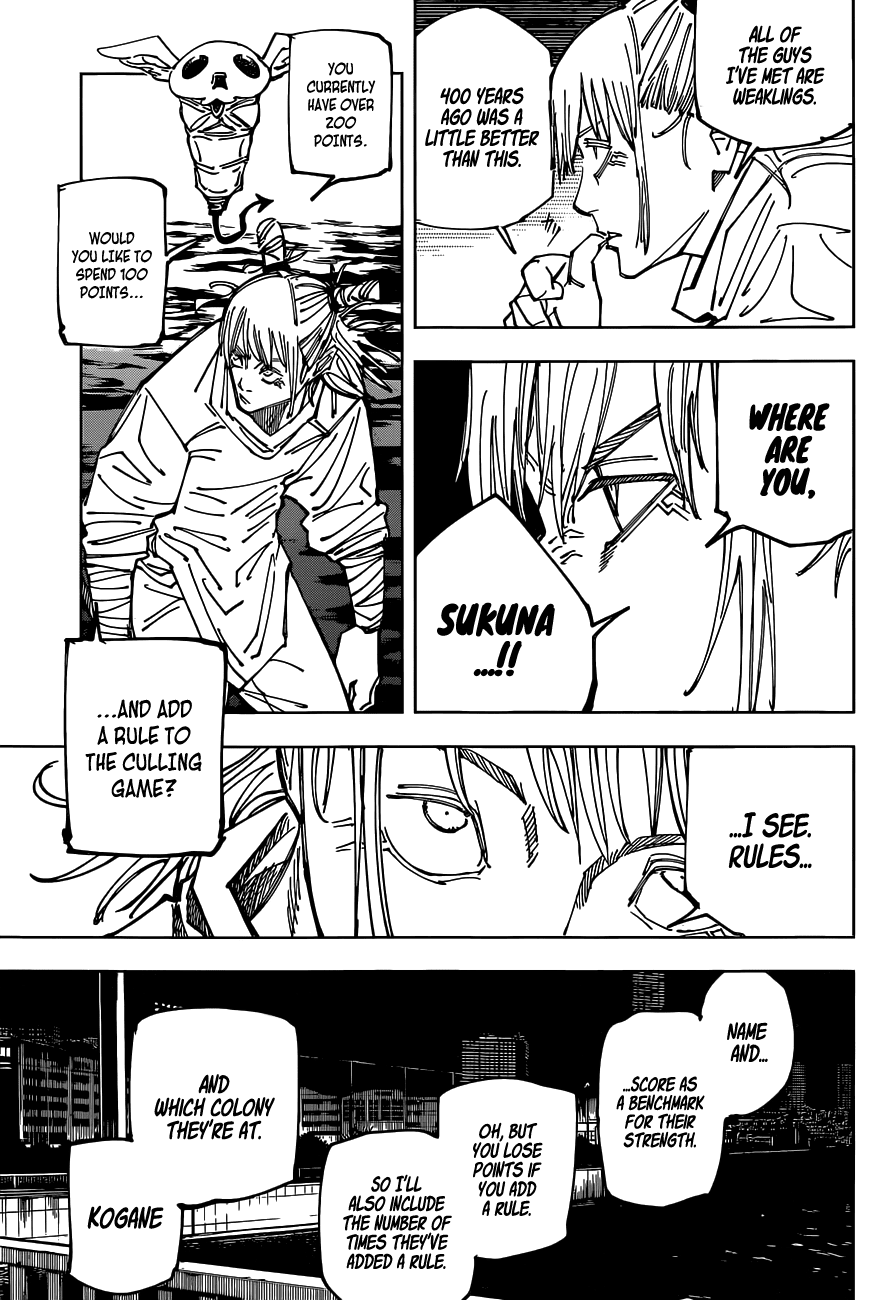 ALL OF
THE GUYS
I'VE MET ARE
WEAKLINGS.
400 YEARS
AGO WAS A
LITTLE BETTER
THAN THIS.
WHERE
ARE
YOU,
SUKUNA
....!!
YOU
CURRENTLY
HAVE OVER
200
POINTS.
WOULD
YOU LIKE TO
SPEND 100
POINTS...
...AND ADD
A RULE TO
THE CULLING
GAME?
...I SEE.
RULES...
NAME
AND...
...SCORE AS
A BENCHMARK
FOR THEIR
STRENGTH.
OH, BUT
YOU LOSE
POINTS IF
YOU ADD
A RULE.
SO I'LL
ALSO INCLUDE
THE NUMBER OF
TIMES THEY'VE
ADDED A RULE.
AND
WHICH COLONY
THEY'RE AT.
KOGANE